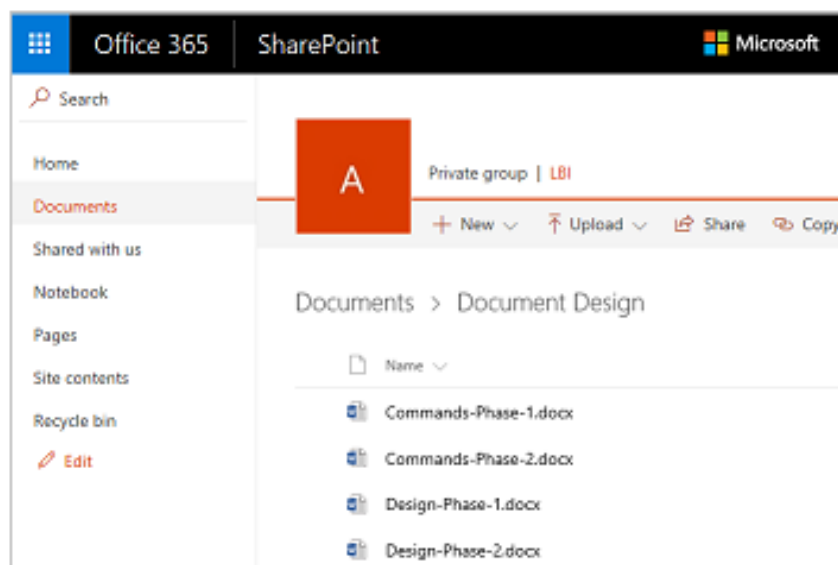 Office 365 SharePoint Microsoft
Search
Home
Documents
Shared with us
Notebook
Pages
Site contents
Recycle bin
Edit
A
Private group | LBI
New Upload Share Copy
Documents > Document Design
Name
Commands-Phase-1.docx
Commands-Phase-2.docx
Design-Phase-1.docx
Design-Phase-2.docx